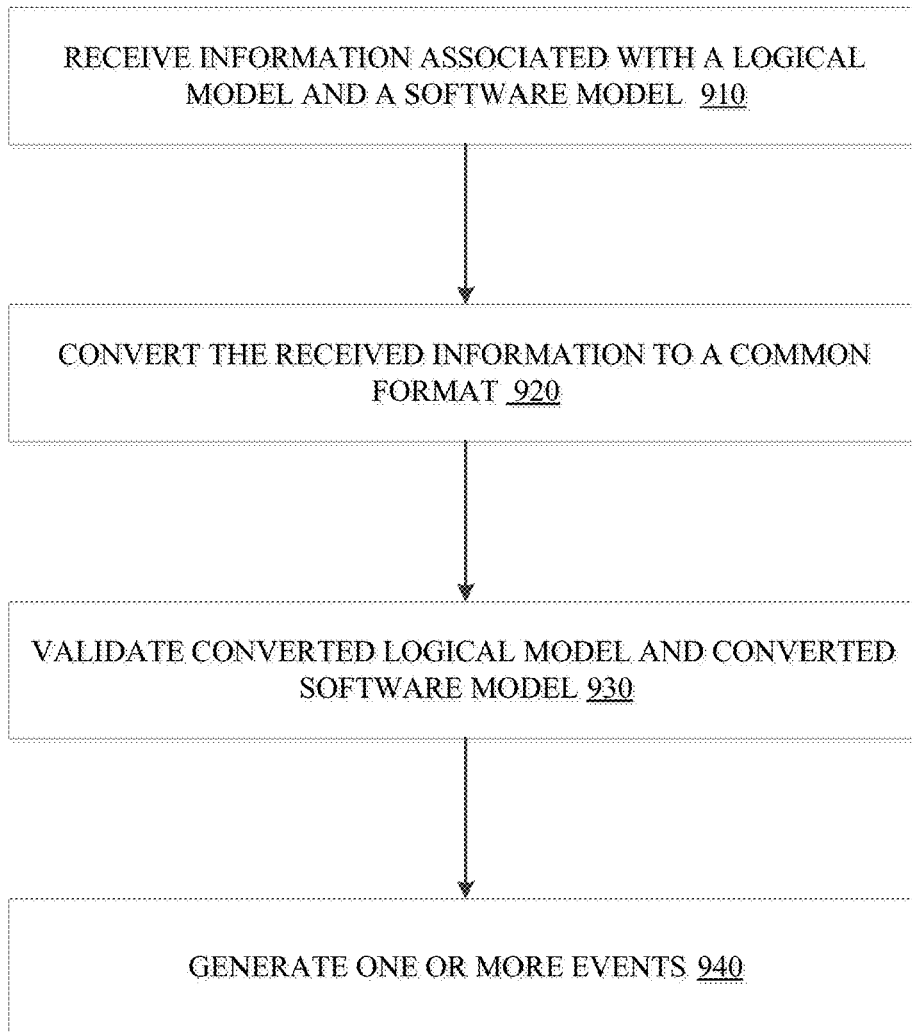 RECEIVE INFORMATION ASSOCIATED WITH A LOGICAL
MODEL AND A SOFTWARE MODEL 910
CONVERT THE RECEIVED INFORMATION TO A COMMON
FORMAT 920
VALIDATE CONVERTED LOGICAL MODEL AND CONVERTED
SOFTWARE MODEL 930
GENERATE ONE OR MORE EVENTS 940